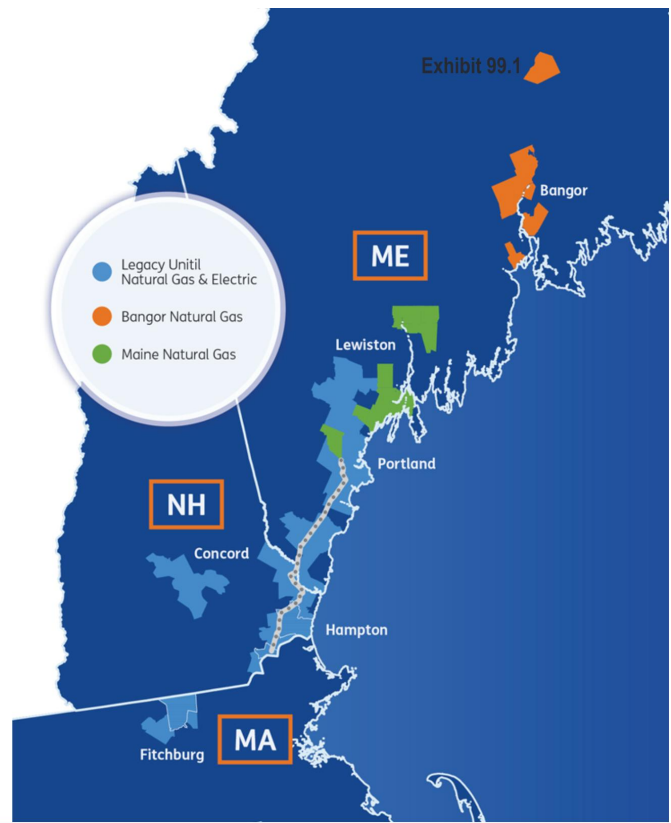 Exhibit 99.1
Bangor
ME
Legacy Unitil
Natural Gas & Electric
Bangor Natural Gas
Maine Natural Gas
Lewiston
Portland
NH
Concord
Hampton
Fitchburg
MA